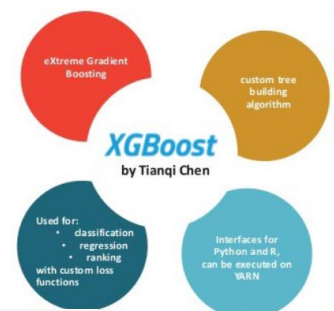 eXtreme Gradient
Boosting
custom tree
building
algorithm
XGBoost
by Tianqi Chen
Used for:
• classification
• regression
• ranking
with custom loss
functions
Interfaces for
Python and R,
can be executed on
YARN